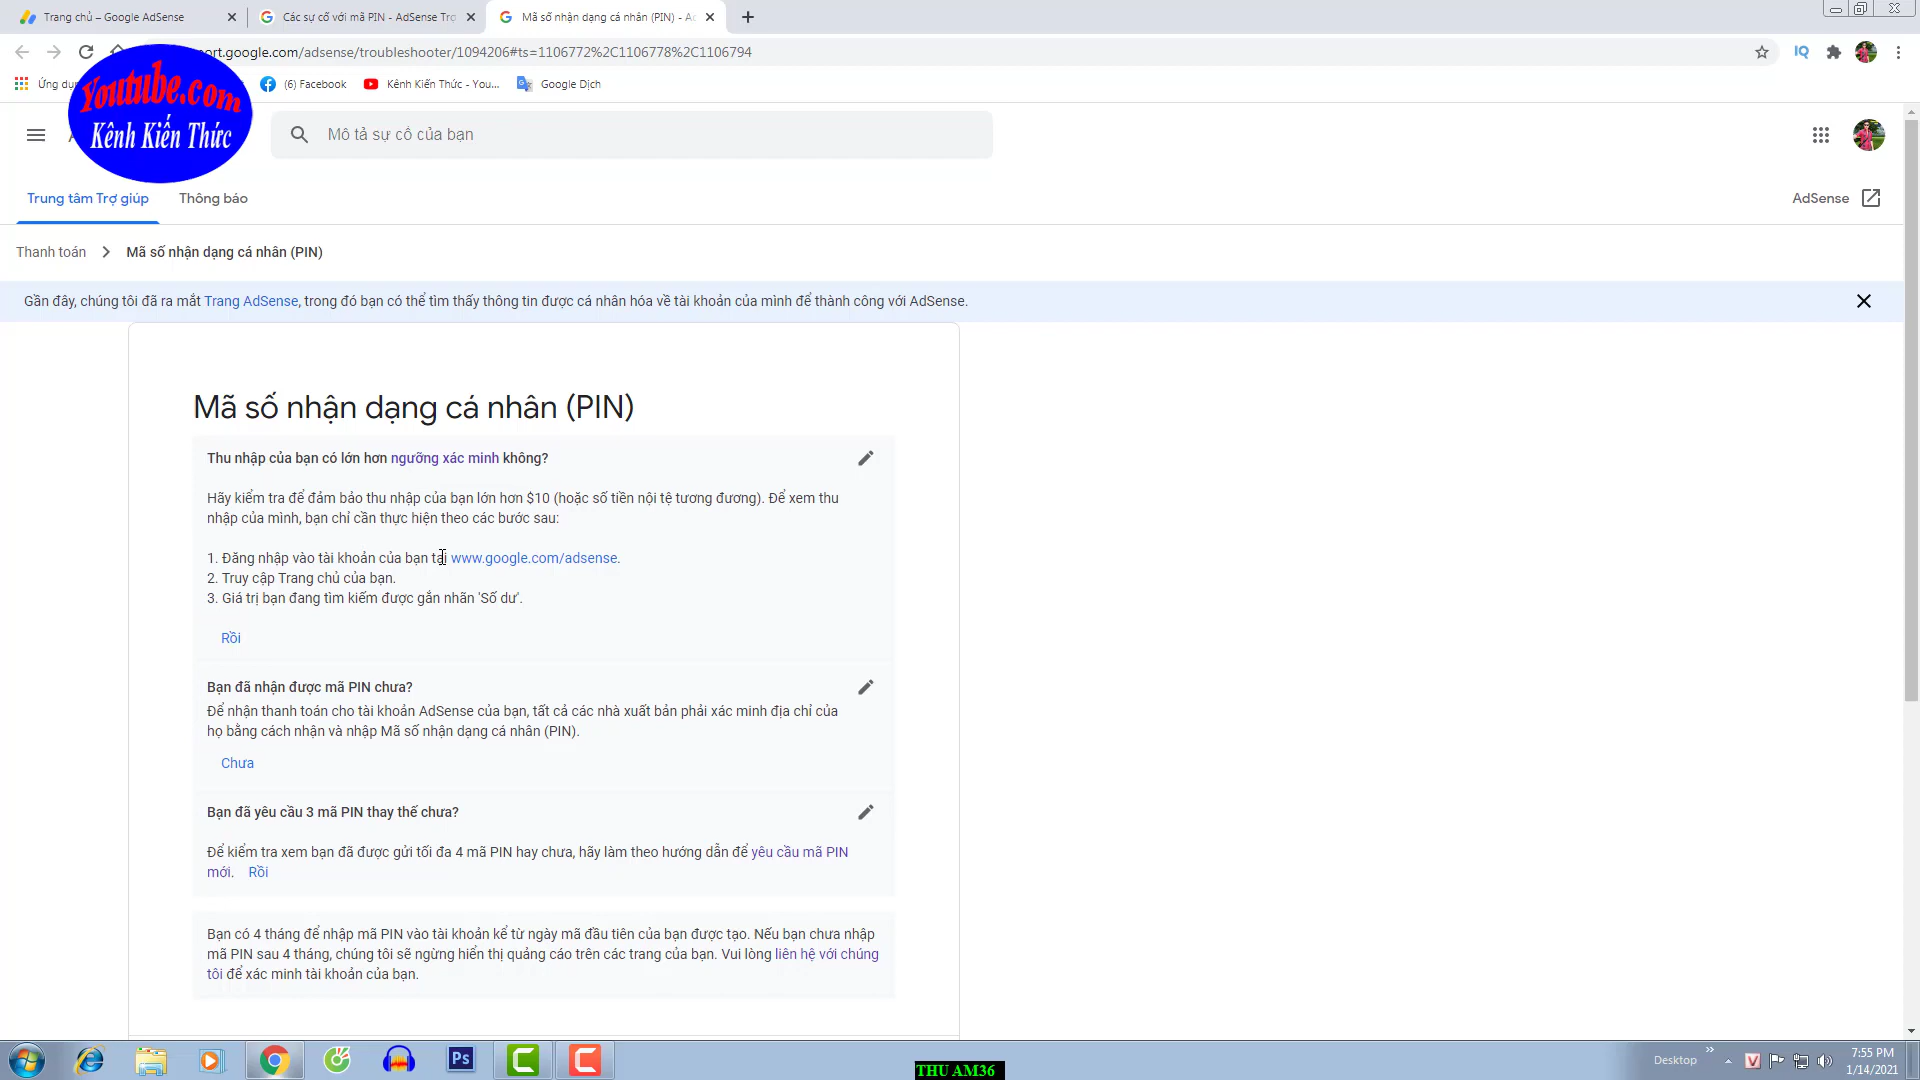 Trang chủ – Google AdSense
Các sự cố với mã PIN - AdSense Trợ
Mã số nhận dạng cá nhân (PIN) - Ad
ort.google.com/adsense/troubleshooter/1094206#ts=1106772%2C1106778%2C1106794
IQ
Ứng dụ
(6) Facebook
Kênh Kiến Thức - You...
Google Dịch
Youtube.com
Kênh Kiến Thức
Mô tả sự cố của bạn
Trung tâm Trợ giúp
Thông báo
AdSense
Thanh toán
Mã số nhận dạng cá nhân (PIN)
Gần đây, chúng tôi đã ra mắt Trang AdSense, trong đó bạn có thể tìm thấy thông tin được cá nhân hóa về tài khoản của mình để thành công với AdSense.
Mã số nhận dạng cá nhân (PIN)
Thu nhập của bạn có lớn hơn ngưỡng xác minh không?
Hãy kiểm tra để đảm bảo thu nhập của bạn lớn hơn $10 (hoặc số tiền nội tệ tương đương). Để xem thu
nhập của mình, bạn chỉ cần thực hiện theo các bước sau:
1. Đăng nhập vào tài khoản của bạn tại www.google.com/adsense.
2. Truy cập Trang chủ của bạn.
3. Giá trị bạn đang tìm kiếm được gắn nhãn 'Số dư'.
Rồi
Bạn đã nhận được mã PIN chưa?
Để nhận thanh toán cho tài khoản AdSense của bạn, tất cả các nhà xuất bản phải xác minh địa chỉ của
họ bằng cách nhận và nhập Mã số nhận dạng cá nhân (PIN).
Chưa
Bạn đã yêu cầu 3 mã PIN thay thế chưa?
Để kiểm tra xem bạn đã được gửi tối đa 4 mã PIN hay chưa, hãy làm theo hướng dẫn để yêu cầu mã PIN
mới. Rồi
Bạn có 4 tháng để nhập mã PIN vào tài khoản kể từ ngày mã đầu tiên của bạn được tạo. Nếu bạn chưa nhập
mã PIN sau 4 tháng, chúng tôi sẽ ngừng hiển thị quảng cáo trên các trang của bạn. Vui lòng liên hệ với chúng
tôi để xác minh tài khoản của bạn.
Ps
THU AM36
Desktop
V
7:55 PM
1/14/2021